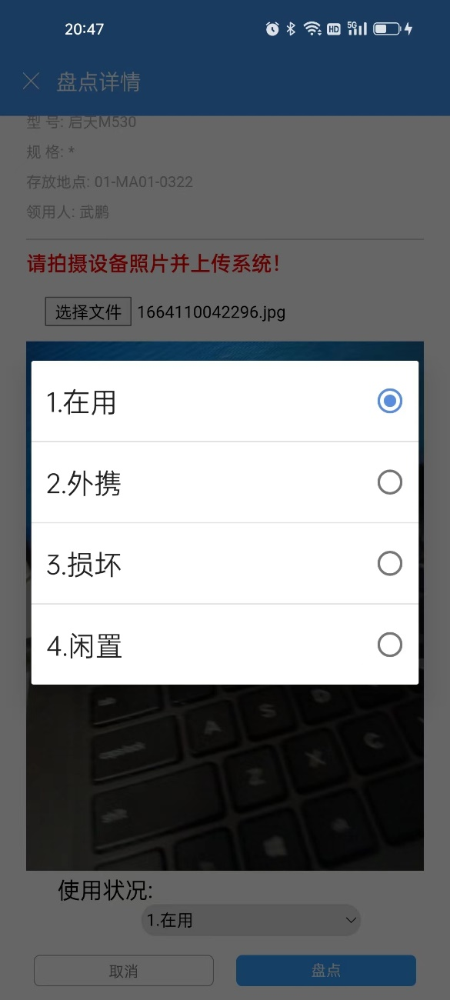 20:47
HD
5G
盘点详情
型 号: 启天M530
规 格: *
存放地点: 01-MA01-0322
领用人: 武鹏
请拍摄设备照片并上传系统！
选择文件 1664110042296.jpg
1.在用
2.外携
3.损坏
4.闲置
A S D
Z X C
使用状况:
1.在用
取消 盘点